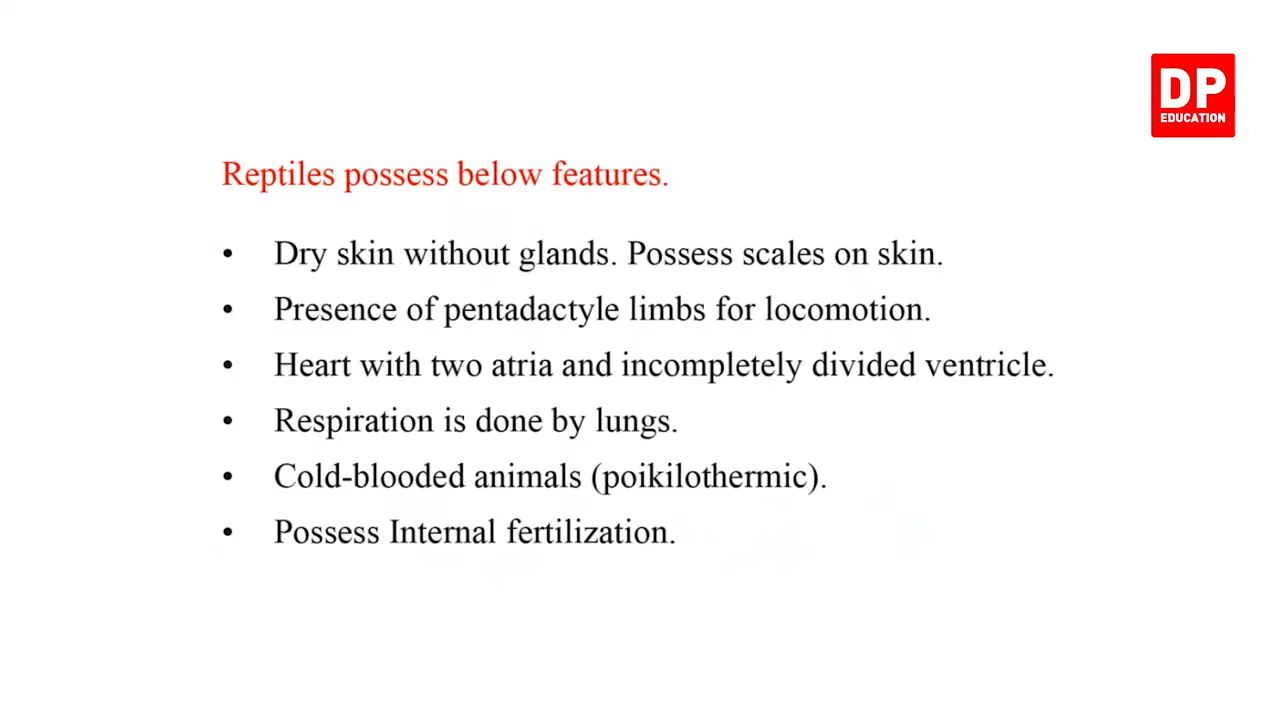 DP
EDUCATION
Reptiles possess below features.
• Dry skin without glands. Possess scales on skin.
• Presence of pentadactyle limbs for locomotion.
• Heart with two atria and incompletely divided ventricle.
• Respiration is done by lungs.
• Cold-blooded animals (poikilothermic).
• Possess Internal fertilization.